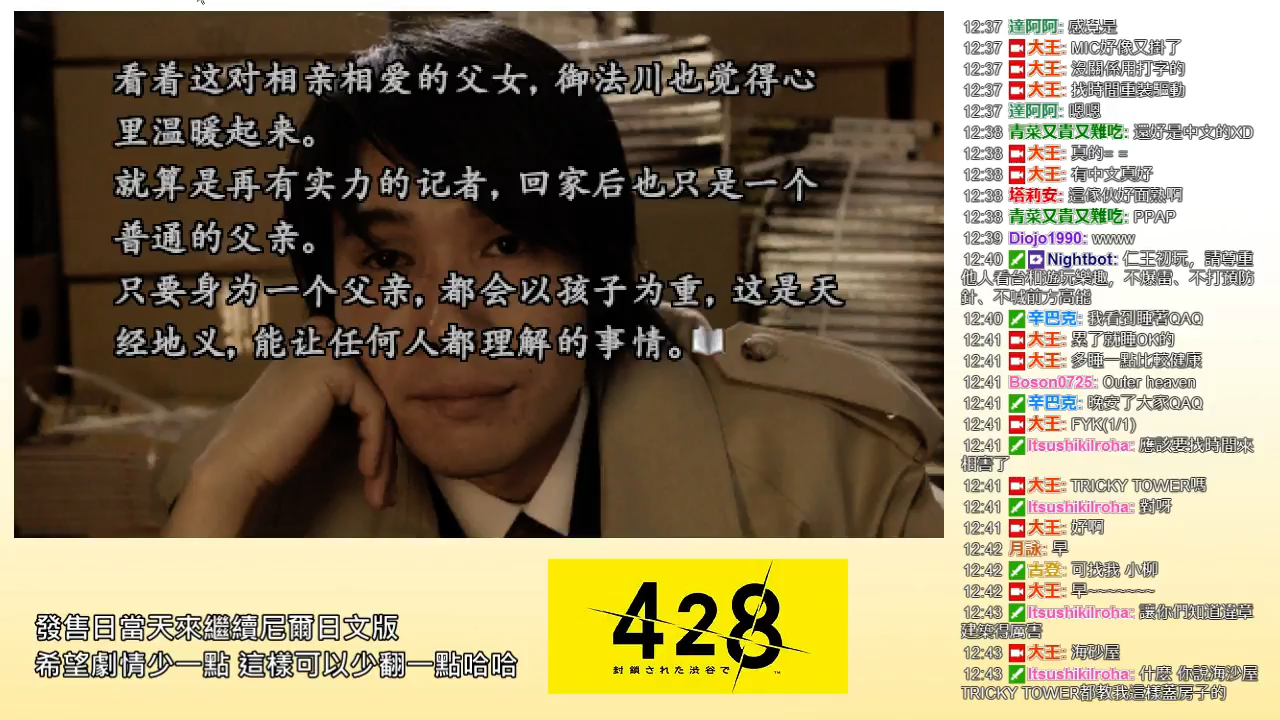 看着这对相亲相爱的父女, 御法川也觉得心
里温暖起来。
就算是再有实力的记者, 回家后也只是一个
普通的父亲。
只要身为一个父亲, 都会以孩子为重, 这是天
经地义, 能让任何人都理解的事情。
發售日當天來繼續尼爾日文版
希望劇情少一點 這樣可以少翻一點哈哈
428
封鎖された渋谷で
™
12:37 達阿阿: 感覺是
12:37 大王: MIC好像又掛了
12:37 大王: 沒關係用打字的
12:37 大王: 找時間重裝驅動
12:37 達阿阿: 嗯嗯
12:38 青菜又貴又難吃: 還好是中文的XD
12:38 大王: 真的= =
12:38 大王: 有中文真好
12:38 塔莉安: 這傢伙好面熟啊
12:38 青菜又貴又難吃: PPAP
12:39 Diojo1990: wwww
12:40 Nightbot: 仁王初玩，請尊重
他人看台和遊玩樂趣，不爆雷、不打預防
針、不喊前方高能
12:40 辛巴克: 我看到睡著QAQ
12:41 大王: 累了就睡OK的
12:41 大王: 多睡一點比較健康
12:41 Boson0725: Outer heaven
12:41 辛巴克: 晚安了大家QAQ
12:41 大王: FYK(1/1)
12:41 ItsushikiIroha: 應該要找時間來
相害了
12:41 大王: TRICKY TOWER嗎
12:41 ItsushikiIroha: 對呀
12:41 大王: 好啊
12:42 月詠: 早
12:42 古登: 可找我 小柳
12:42 大王: 早~~~~~~~
12:43 ItsushikiIroha: 讓你們知道違章
建築得厲害
12:43 大王: 海砂屋
12:43 ItsushikiIroha: 什麼 你說海沙屋
TRICKY TOWER都教我這樣蓋房子的